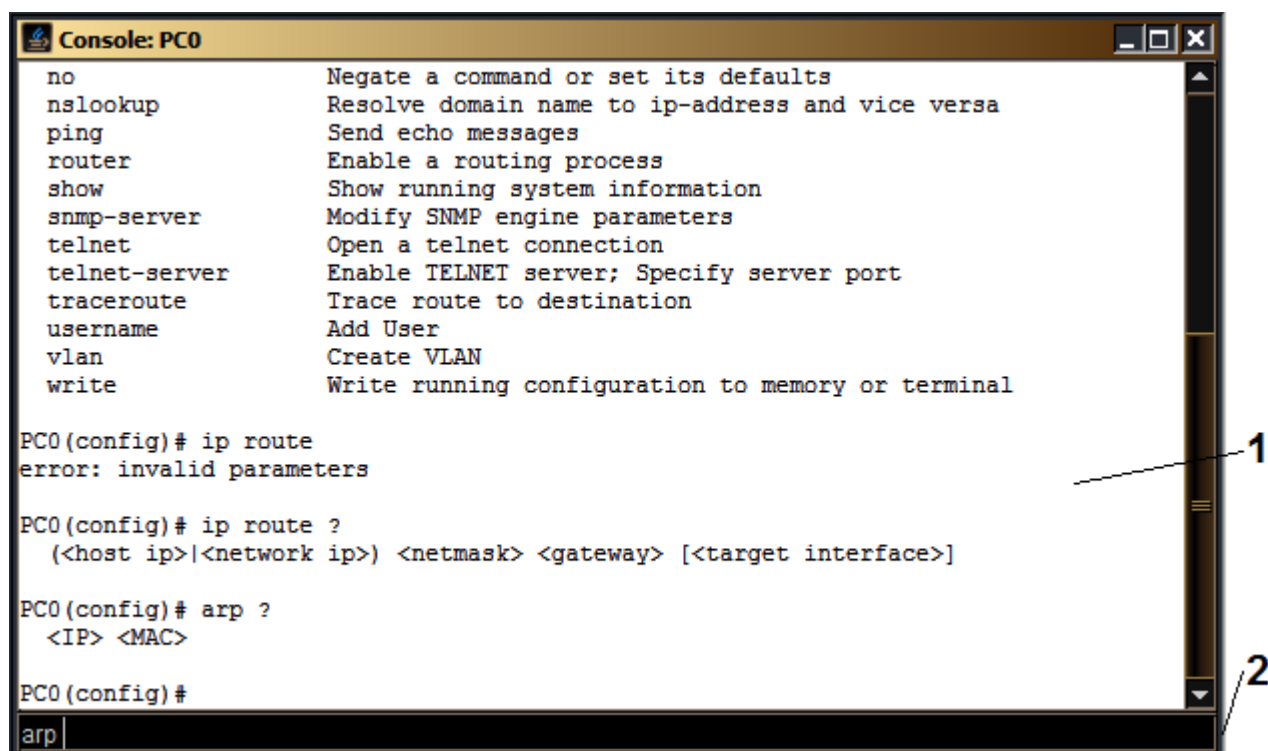 Console: PC0
no Negate a command or set its defaults
nslookup Resolve domain name to ip-address and vice versa
ping Send echo messages
router Enable a routing process
show Show running system information
snmp-server Modify SNMP engine parameters
telnet Open a telnet connection
telnet-server Enable TELNET server; Specify server port
traceroute Trace route to destination
username Add User
vlan Create VLAN
write Write running configuration to memory or terminal
PC0(config)# ip route
error: invalid parameters
1
PC0(config)# ip route ?
(<host ip>|<network ip>) <netmask> <gateway> [<target interface>]
PC0(config)# arp ?
<IP> <MAC>
PC0(config)#
2
arp